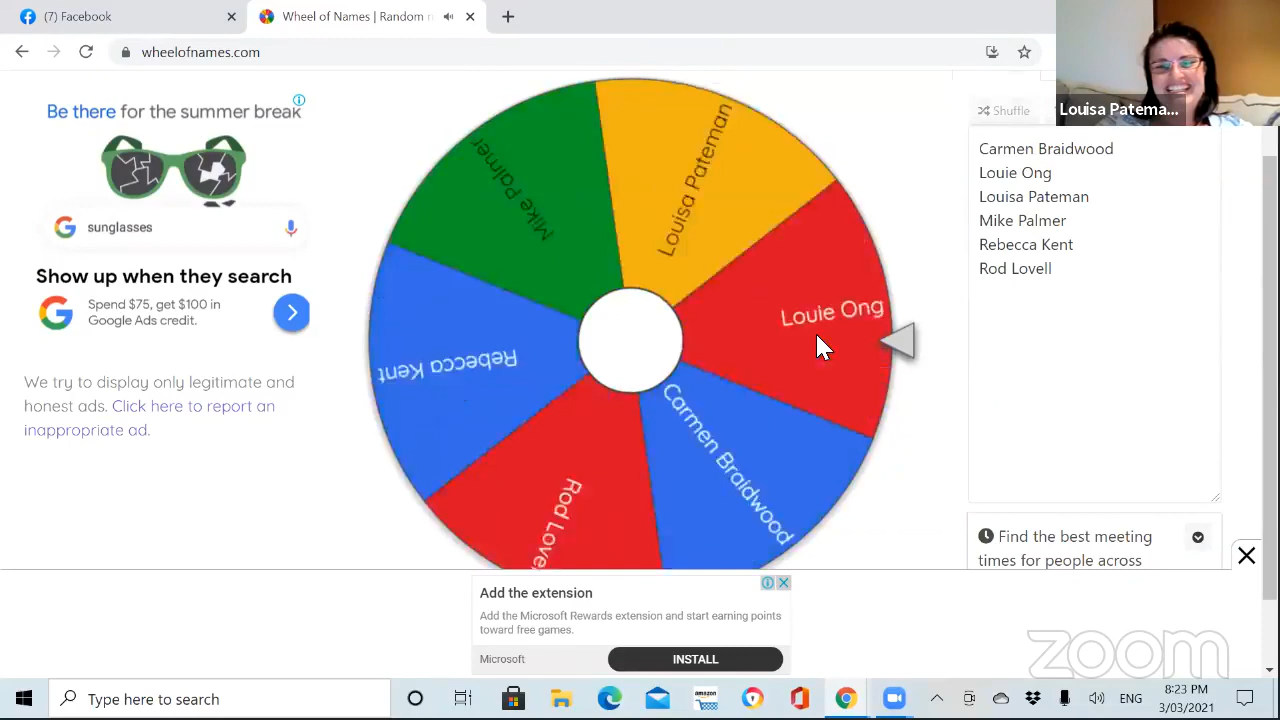 (7) Facebook
Wheel of Names | Random
wheelofnames.com
Be there for the summer break
sunglasses
Show up when they search
Spend $75, get $100 in
Google Ads credit.
We try to display only legitimate and
honest ads. Click here to report an
inappropriate ad.
Mike Palmer
Louisa Pateman
Louie Ong
Carmen Braidwood
Rod Love
Rebecca Kent
Louisa Patema...
Shuffle
Carmen Braidwood
Louie Ong
Louisa Pateman
Mike Palmer
Rebecca Kent
Rod Lovell
Find the best meeting
times for people across
Add the extension
Add the Microsoft Rewards extension and start earning points
toward free games.
Microsoft
INSTALL
zoom
Type here to search
amazon
ENG
8:23 PM
3/03/2021